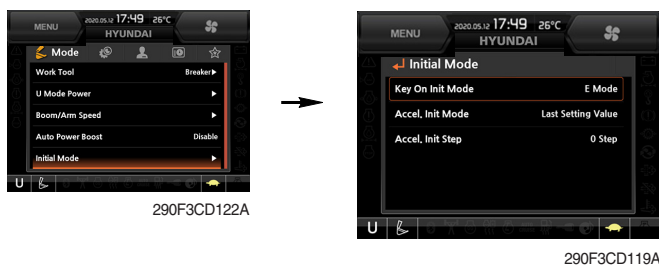 MENU
2020.05.12 17:49 26°C
HYUNDAI
Mode
Work Tool Breaker▶
U Mode Power ▶
Boom/Arm Speed ▶
Auto Power Boost Disable
Initial Mode ▶
U
290F3CD122A
MENU
2020.05.12 17:49 26°C
HYUNDAI
Initial Mode
Key On Init Mode E Mode
Accel, Init Mode Last Setting Value
Accel, Init Step 0 Step
U
290F3CD119A